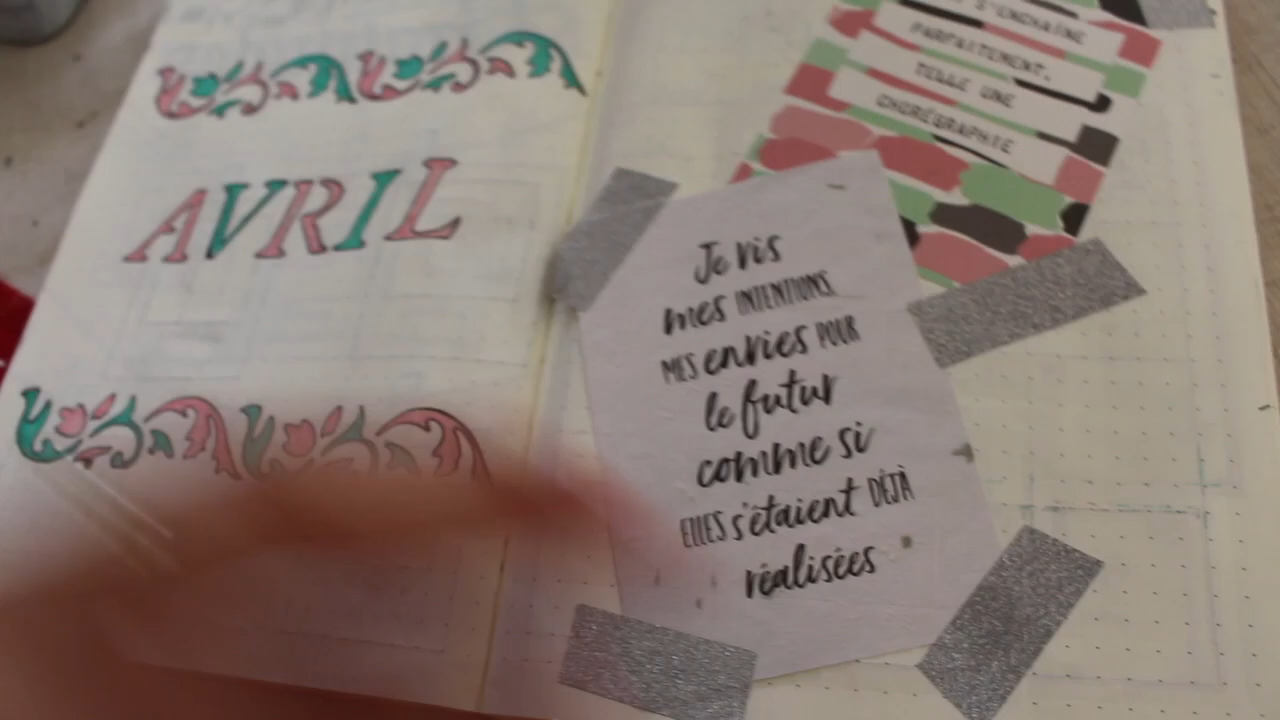 AVRIL
S'ENCHAÎNE
PARFAITEMENT.
TELLE UNE
CHORÉGRAPHIE
Je vis
mes INTENTIONS
MES envies POUR
le futur
comme si
ELLES s'étaient DÉJÀ
réalisées